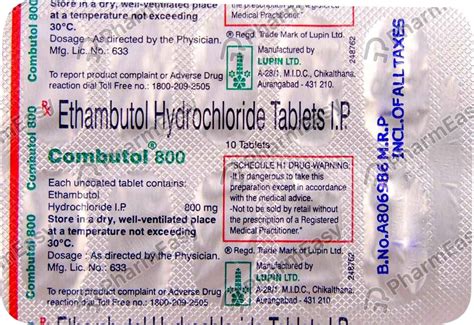 Store in a dry, well-ventilated place
at a temperature not exceeding
30°C.
Dosage : As directed by the Physician.
Mfg. Lic. No.: 633
To report product complaint or Adverse Drug
reaction dial Toll Free no.: 1800-209-2505
Combutol 800
Medical Practitioner."
® Regd. Trade Mark of Lupin Ltd.
Manufactured by
LUPIN LTD.
A-28/1, M.I.D.C., Chikalthana,
Aurangabad - 431 210.
248762
Rx Ethambutol Hydrochloride Tablets I.P
Combutol® 800
10 Tablets
Each uncoated tablet contains:
Ethambutol
Hydrochloride I.P 800 mg
Store in a dry, well-ventilated place
at a temperature not exceeding
30°C.
Dosage : As directed by the Physician.
Mfg. Lic. No.: 633
To report product complaint or Adverse Drug
reaction dial Toll Free no.: 1800-209-2505
Combutol 800
"SCHEDULE H1 DRUG-WARNING:
-It is dangerous to take this
preparation except in accordance
with the medical advice.
-Not to be sold by retail without
the prescription of a Registered
Medical Practitioner."
® Regd. Trade Mark of Lupin Ltd.
Manufactured by
LUPIN LTD.
A-28/1, M.I.D.C., Chikalthana,
Aurangabad - 431 210.
248762
Ethambutol Hydrochloride Tablets I.P
B.No.A806986 M.R.P
INCL.OF ALL TAXES
PharmEasy